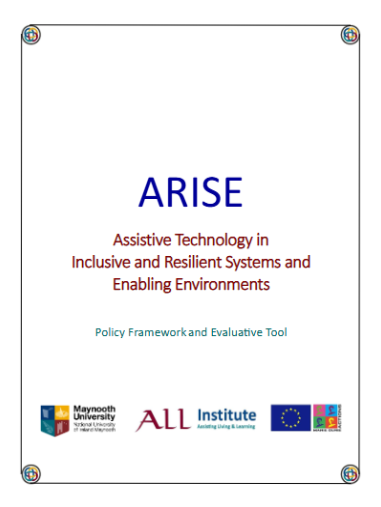 ARISE
Assistive Technology in
Inclusive and Resilient Systems and
Enabling Environments
Policy Framework and Evaluative Tool
Maynooth
University
National University
of Ireland Maynooth
ALL Institute
Assisting Living & Learning